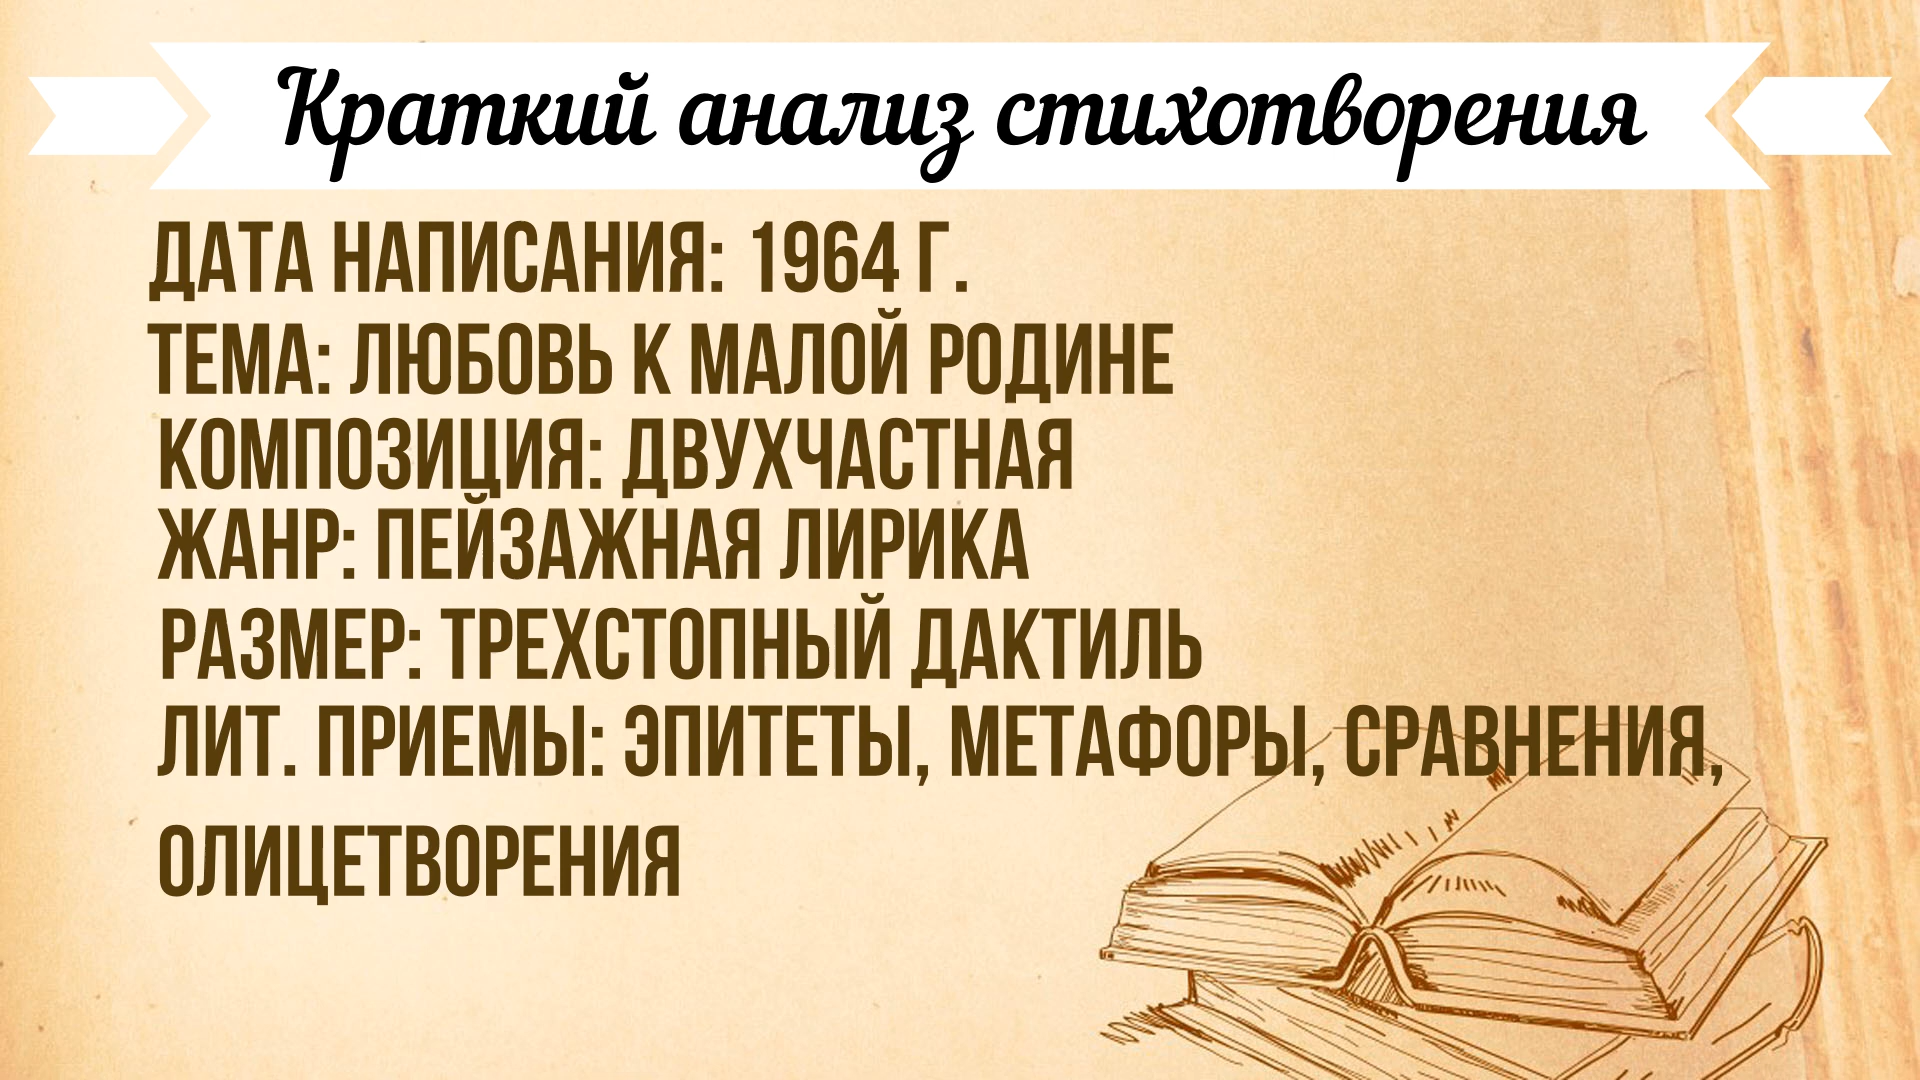 Краткий анализ стихотворения
ДАТА НАПИСАНИЯ: 1964 Г.
ТЕМА: ЛЮБОВЬ К МАЛОЙ РОДИНЕ
КОМПОЗИЦИЯ: ДВУХЧАСТНАЯ
ЖАНР: ПЕЙЗАЖНАЯ ЛИРИКА
РАЗМЕР: ТРЕХСТОПНЫЙ ДАКТИЛЬ
ЛИТ. ПРИЕМЫ: ЭПИТЕТЫ, МЕТАФОРЫ, СРАВНЕНИЯ,
ОЛИЦЕТВОРЕНИЯ